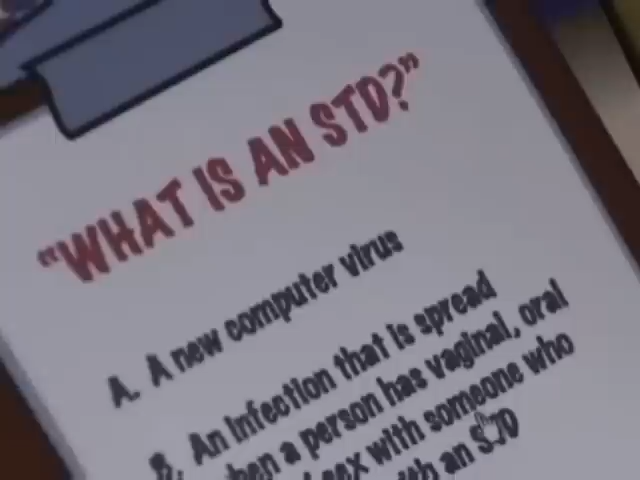 "WHAT IS AN STD?"
A. A new computer virus
B. An infection that is spread
when a person has vaginal, oral
sex with someone who
with an STD